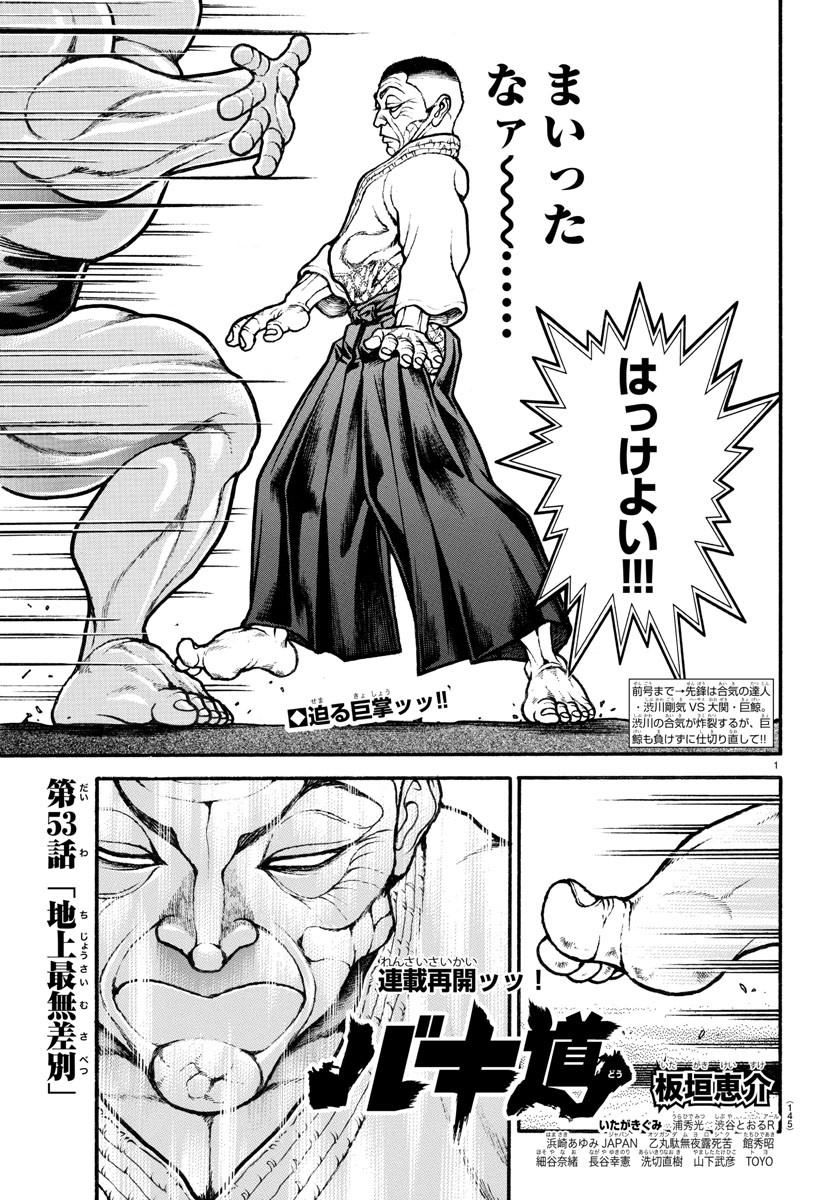 まいった
なァ〜〜〜……
はっけよい!!!
◆迫る巨掌ッッ!!
前号まで→先鋒は合気の達人
・渋川剛気VS大関・巨鯨。
渋川の合気が炸裂するが、巨
鯨も負けずに仕切り直して!!
1
第53話「地上最無差別」
連載再開ッッ!
バキ道
板垣恵介
いたがきぐみ 浦秀光 渋谷とおるR
浜崎あゆみJAPAN 乙丸駄無夜露死苦 館秀昭
細谷奈緒 長谷幸憲 洗切直樹 山下武彦 TOYO
(145)